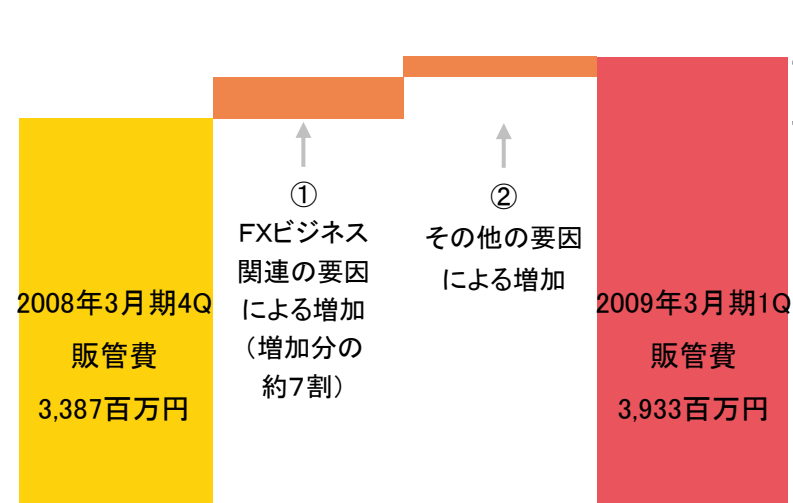 2008年3月期4Q
販管費
3,387百万円
①
FXビジネス
関連の要因
による増加
（増加分の
約7割）
②
その他の要因
による増加
2009年3月期1Q
販管費
3,933百万円